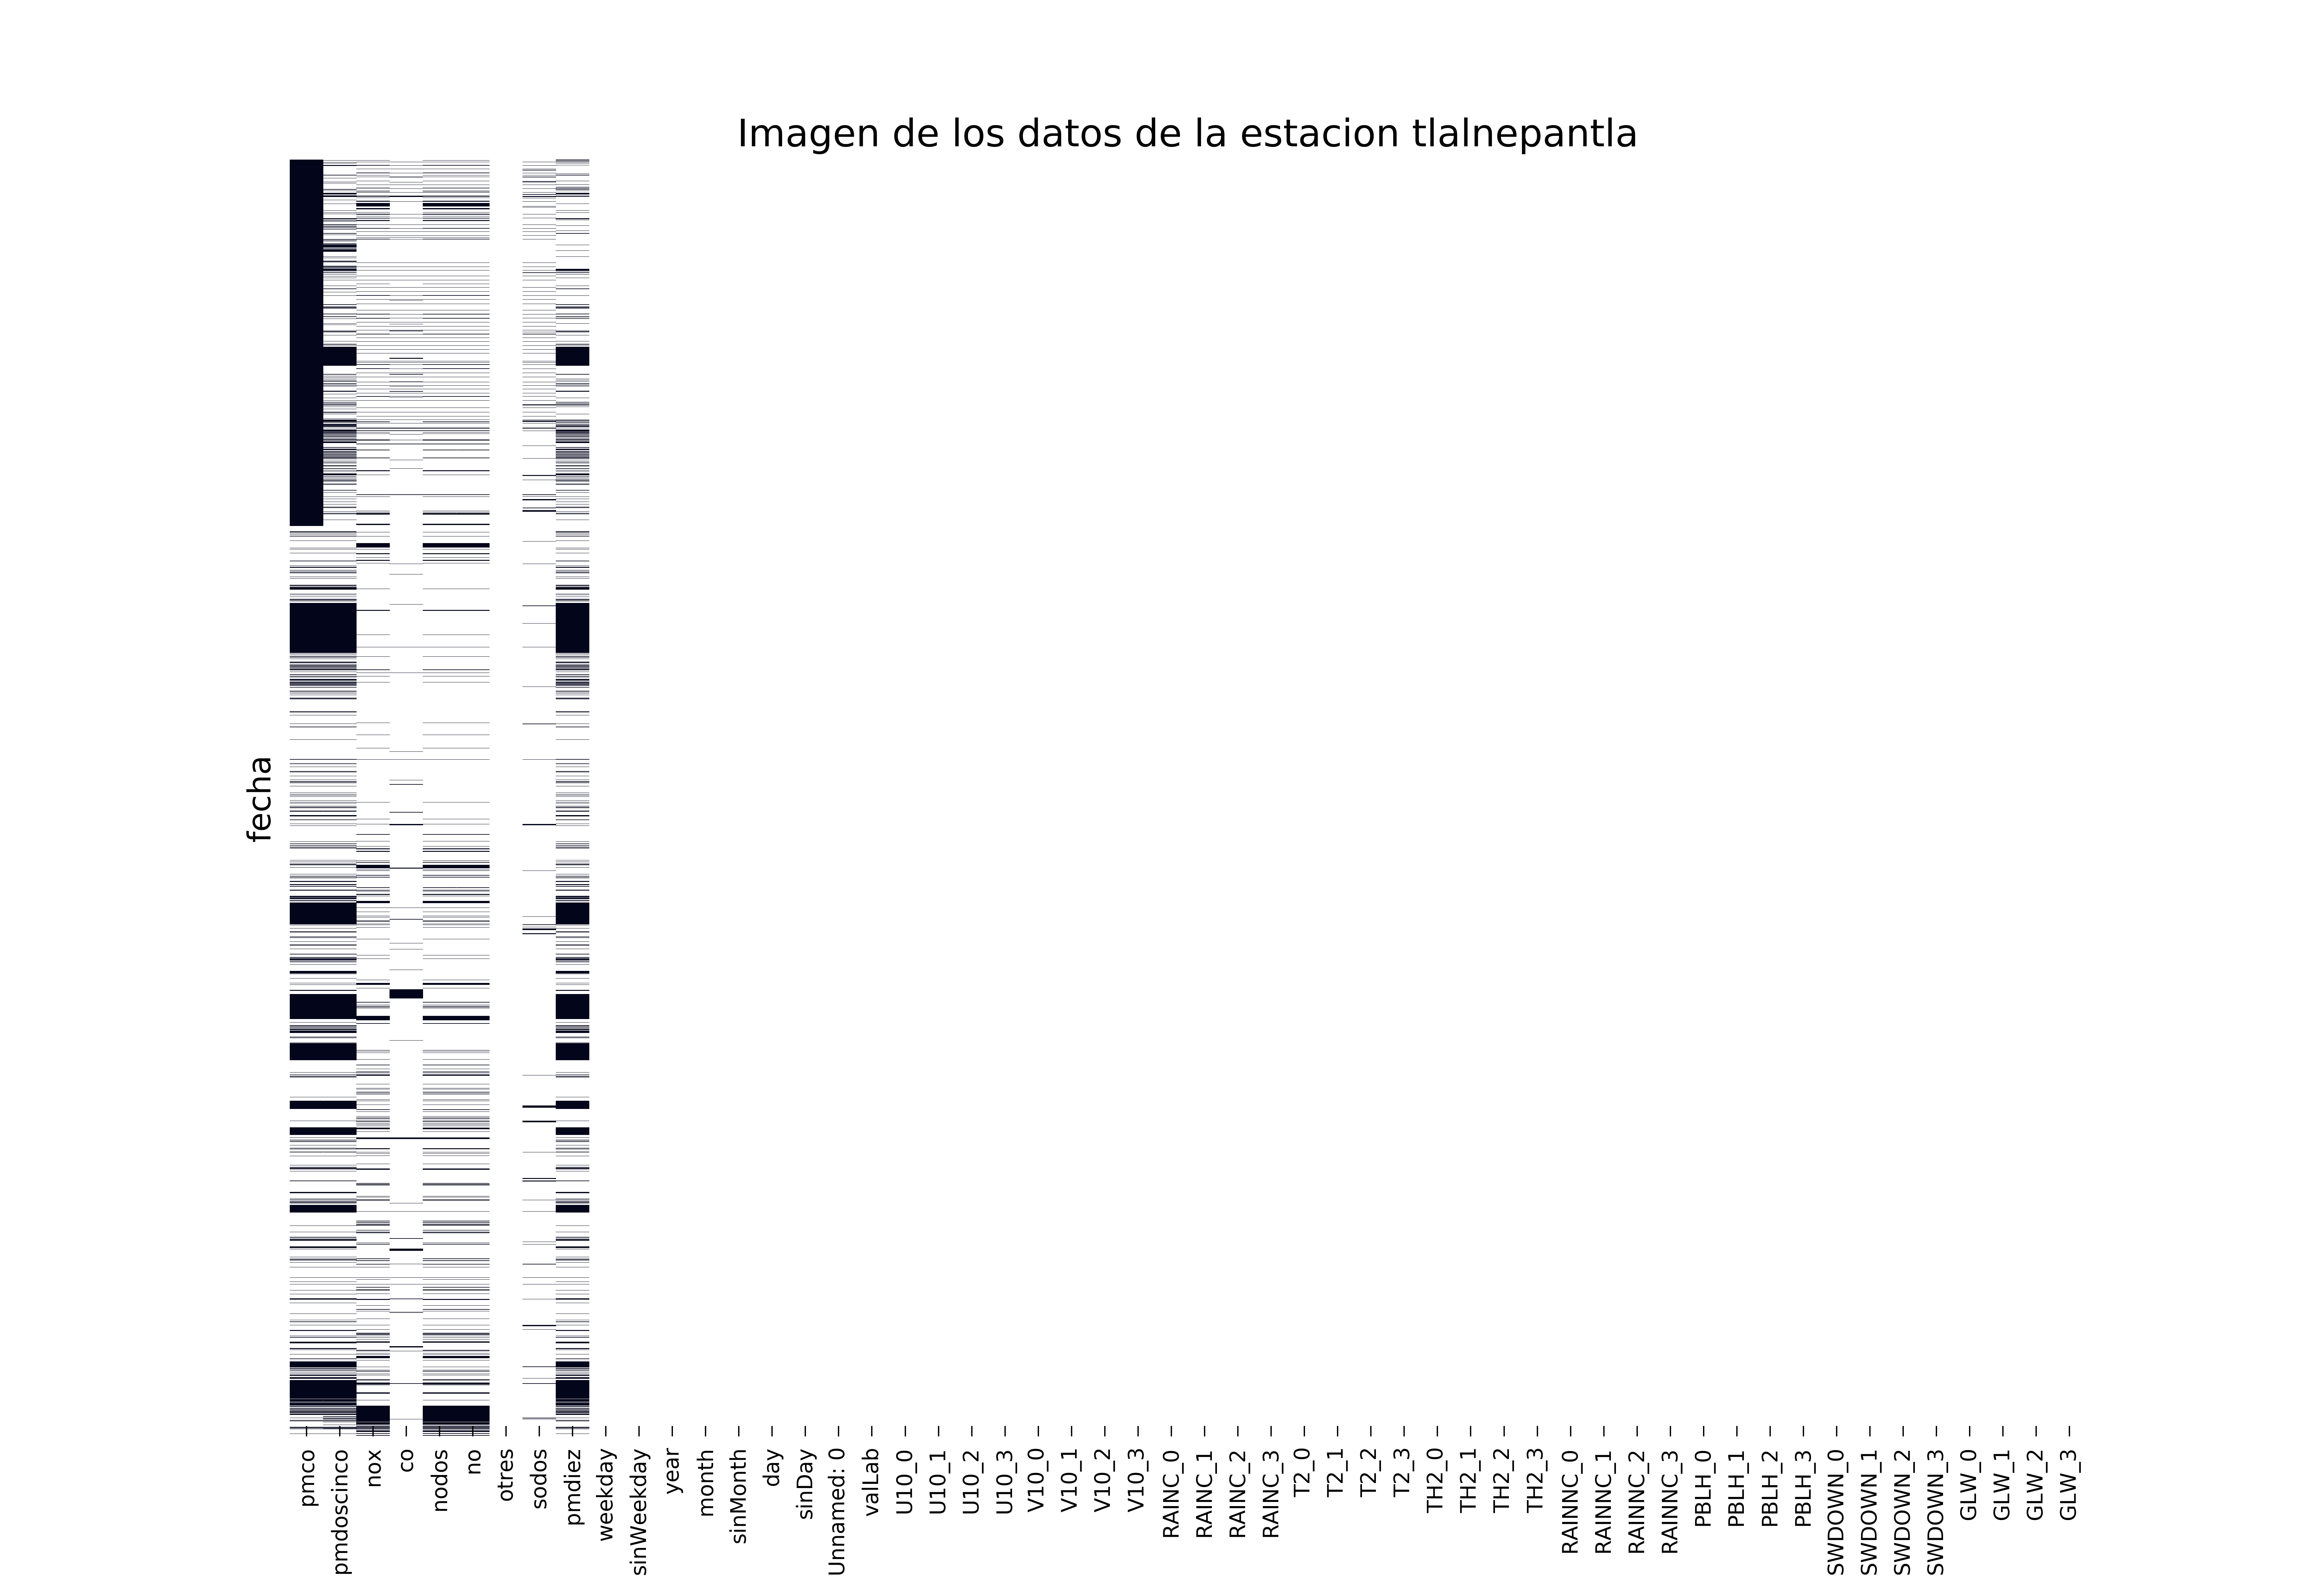 Imagen de los datos de la estacion tlalnepantla
fecha
pmco
pmdoscinco
nox
co
nodos
no
otres
sodos
pmdiez
weekday
sinWeekday
year
month
sinMonth
day
sinDay
Unnamed: 0
valLab
U10_0
U10_1
U10_2
U10_3
V10_0
V10_1
V10_2
V10_3
RAINC_0
RAINC_1
RAINC_2
RAINC_3
T2_0
T2_1
T2_2
T2_3
TH2_0
TH2_1
TH2_2
TH2_3
RAINNC_0
RAINNC_1
RAINNC_2
RAINNC_3
PBLH_0
PBLH_1
PBLH_2
PBLH_3
SWDOWN_0
SWDOWN_1
SWDOWN_2
SWDOWN_3
GLW_0
GLW_1
GLW_2
GLW_3